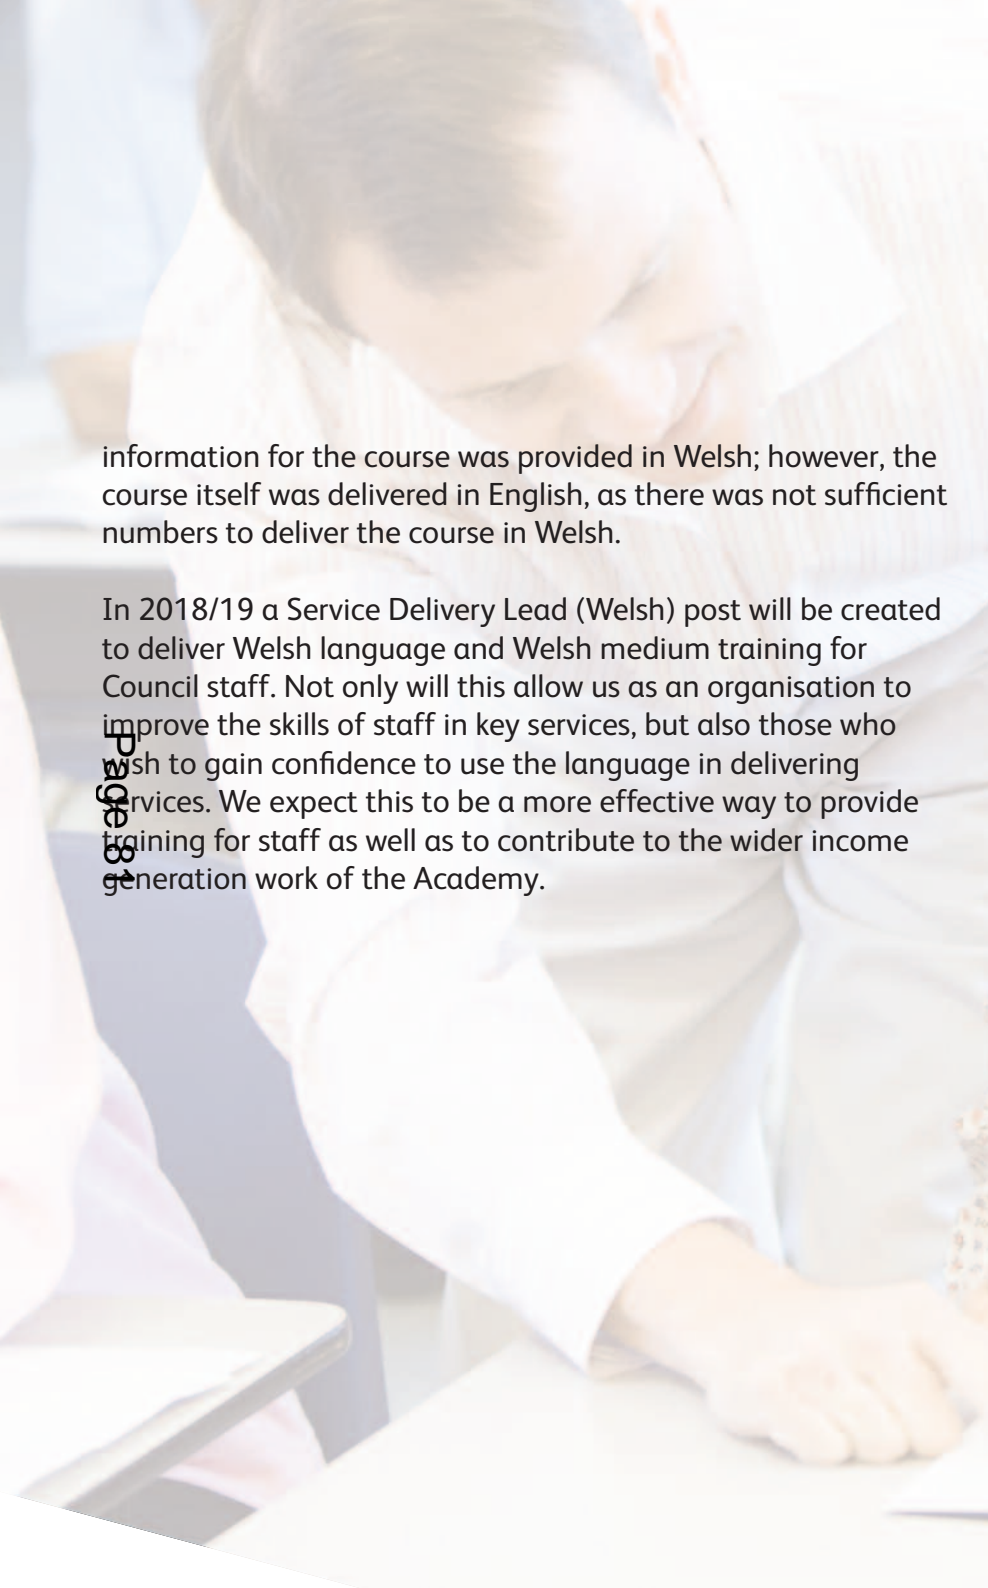 information for the course was provided in Welsh; however, the
course itself was delivered in English, as there was not sufficient
numbers to deliver the course in Welsh.
In 2018/19 a Service Delivery Lead (Welsh) post will be created
to deliver Welsh language and Welsh medium training for
Council staff. Not only will this allow us as an organisation to
improve the skills of staff in key services, but also those who
wish to gain confidence to use the language in delivering
services. We expect this to be a more effective way to provide
training for staff as well as to contribute to the wider income
generation work of the Academy.
Page 81